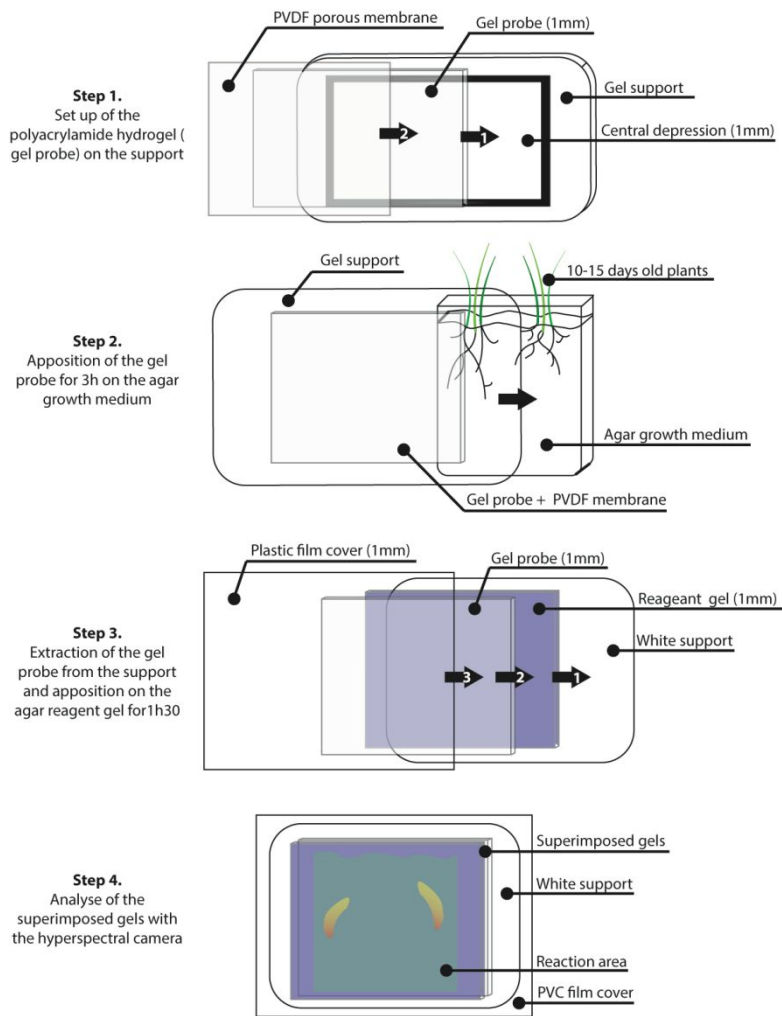 PVDF porous membrane
Gel probe (1mm)
Step 1.
Set up of the
polyacrylamide hydrogel (
gel probe) on the support
Gel support
Central depression (1mm)
2
1
Gel support
10-15 days old plants
Step 2.
Apposition of the gel
probe for 3h on the agar
growth medium
Agar growth medium
Gel probe + PVDF membrane
Plastic film cover (1mm)
Gel probe (1mm)
Reageant gel (1mm)
White support
Step 3.
Extraction of the gel
probe from the support
and apposition on the
agar reagent gel for1h30
3
2
1
Superimposed gels
Step 4.
Analyse of the
superimposed gels with
the hyperspectral camera
White support
Reaction area
PVC film cover